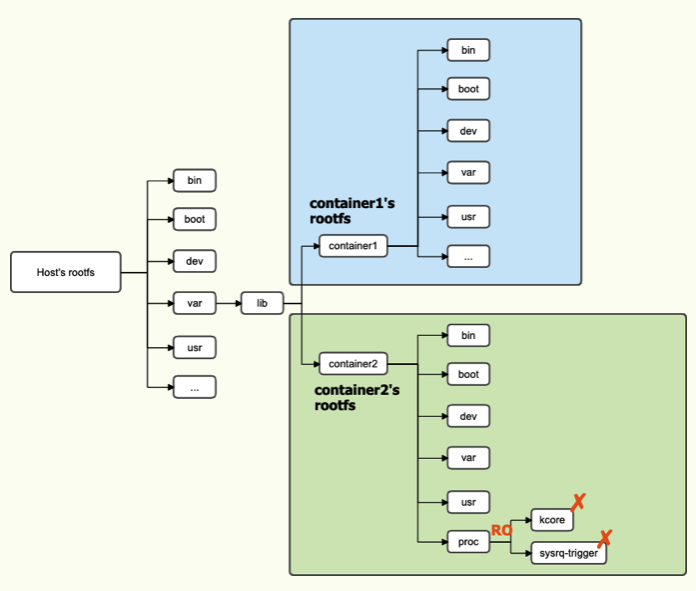 Host's rootfs
bin
boot
dev
var
usr
...
lib
container1's
rootfs
container1
bin
boot
dev
var
usr
...
container2
container2's
rootfs
bin
boot
dev
var
usr
proc
RO
kcore
sysrq-trigger